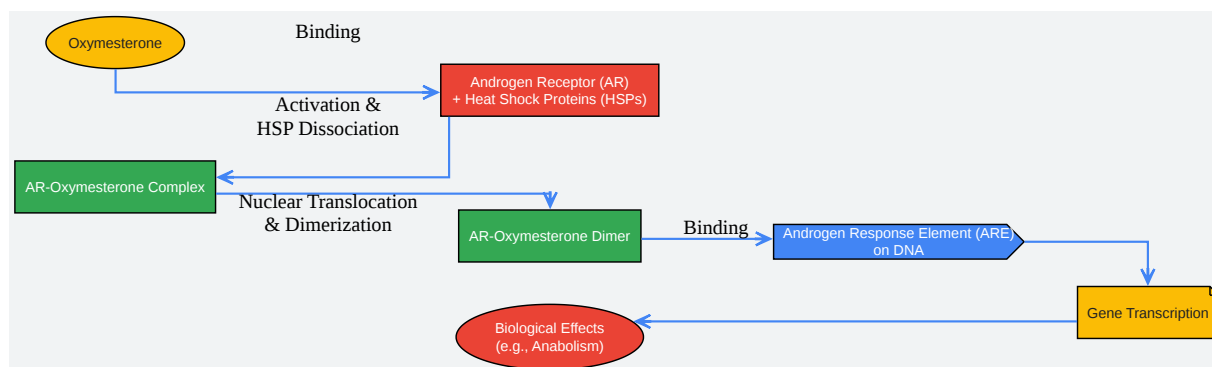 Oxymesterone
Binding
Androgen Receptor (AR)
+ Heat Shock Proteins (HSPs)
Activation &
HSP Dissociation
AR-Oxymesterone Complex
Nuclear Translocation
& Dimerization
AR-Oxymesterone Dimer
Binding
Androgen Response Element (ARE)
on DNA
Gene Transcription
Biological Effects
(e.g., Anabolism)